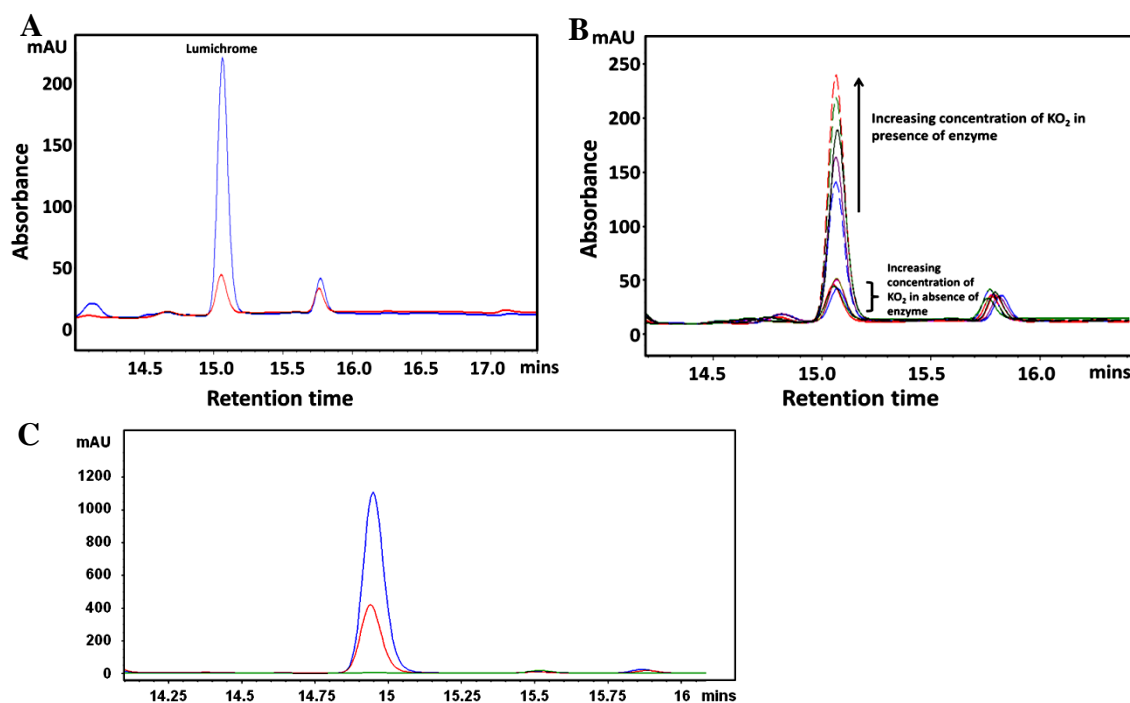 A
mAU
Lumichrome
200
150
100
50
0
Absorbance
14.5 15.0 15.5 16.0 16.5 17.0 mins
Retention time
B
mAU
250
200
150
100
50
0
Absorbance
Increasing concentration of KO₂ in
presence of enzyme
Increasing
concentration of
KO₂ in absence of
enzyme
14.5 15.0 15.5 16.0 mins
Retention time
C
mAU
1200
1000
800
600
400
200
0
14.25 14.5 14.75 15 15.25 15.5 15.75 16 mins